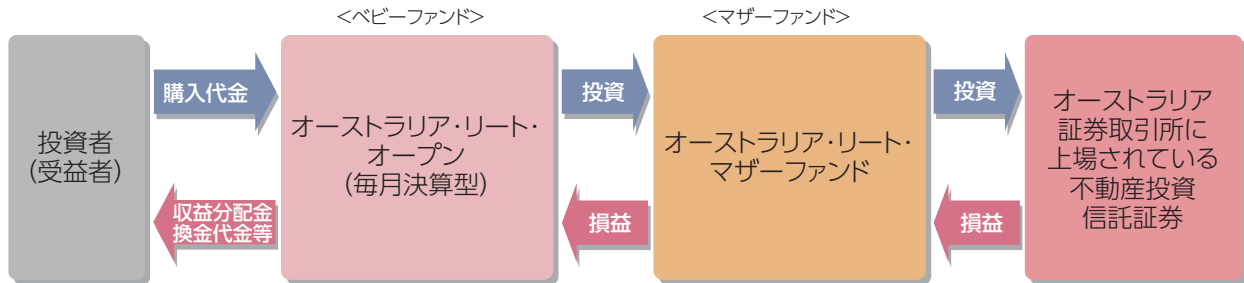 <ベビーファンド>
<マザーファンド>
投資者
(受益者)
購入代金
収益分配金
換金代金等
オーストラリア・リート・
オープン
(毎月決算型)
投資
損益
オーストラリア・リート・
マザーファンド
投資
損益
オーストラリア
証券取引所に
上場されている
不動産投資
信託証券